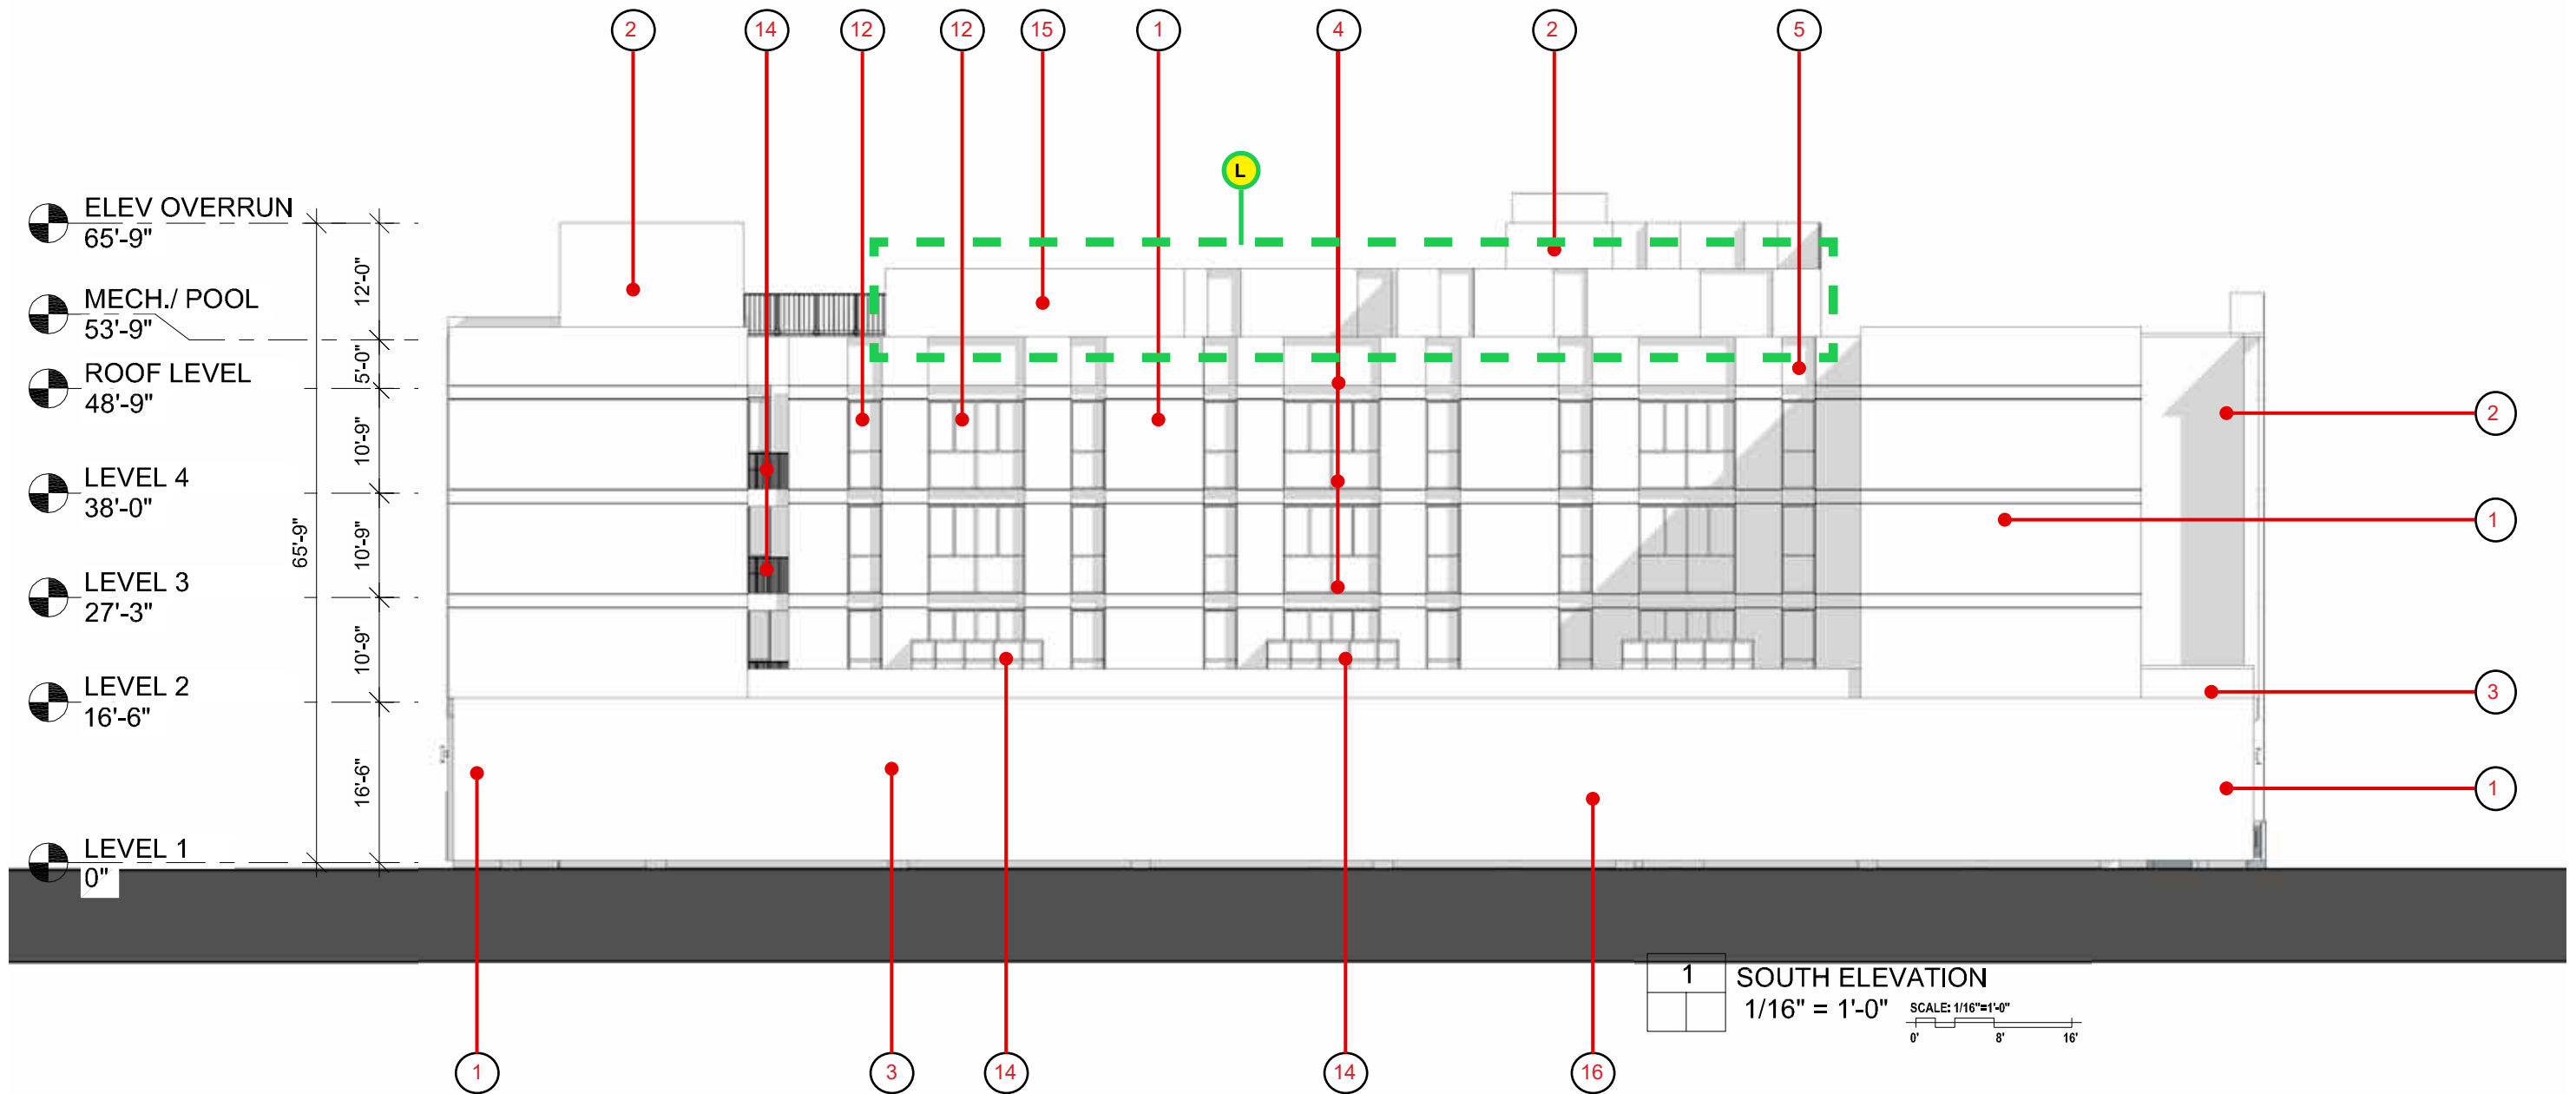 2 14 12 12 15 1 4 2 5
L
ELEV OVERRUN
65'-9"
12'-0"
MECH./ POOL
53'-9"
5'-0"
ROOF LEVEL
48'-9"
2
10'-9"
LEVEL 4
38'-0"
1
65'-9"
10'-9"
LEVEL 3
27'-3"
10'-9"
LEVEL 2
16'-6"
3
16'-6"
1
LEVEL 1
0"
1 SOUTH ELEVATION
1/16" = 1'-0"
SCALE: 1/16"=1'-0"
0' 8' 16'
1 3 14 14 16